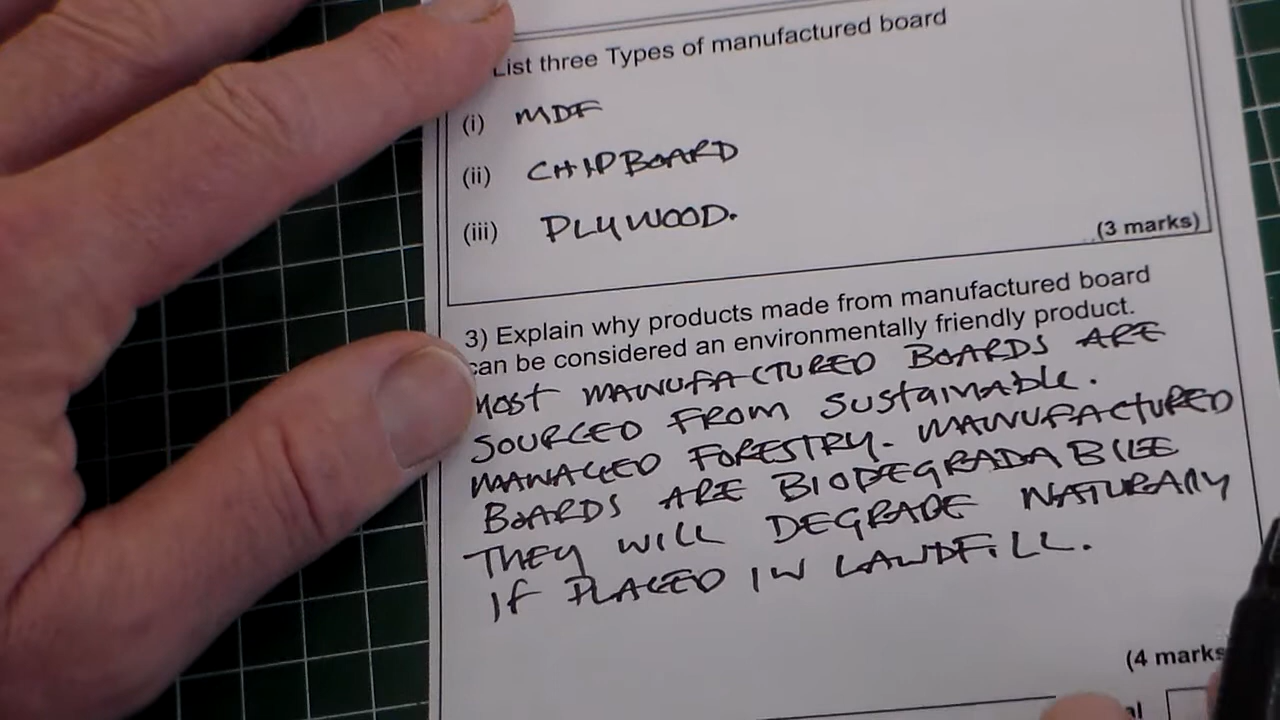 List three Types of manufactured board
(i) MDF
(ii) CHIPBOARD
(iii) PLYWOOD.
(3 marks)
3) Explain why products made from manufactured board
can be considered an environmentally friendly product.
MOST MANUFACTURED BOARDS ARE
SOURCED FROM SUSTAINABLE.
MANAGED FORESTRY. MANUFACTURED
BOARDS ARE BIODEGRADABILEE
THEY WILL DEGRADE NATURALLY
IF PLACED IN LANDFILL.
(4 marks